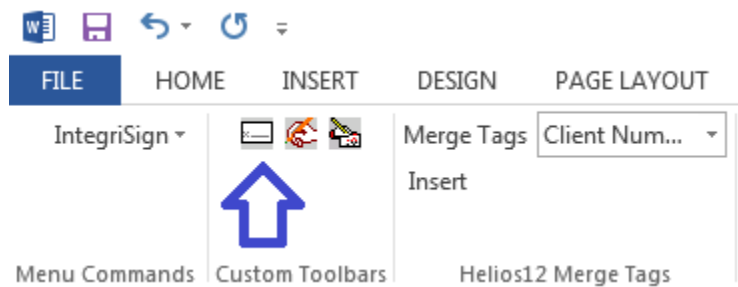 FILE HOME INSERT DESIGN PAGE LAYOUT
IntegriSign Merge Tags Client Num...
Insert
Menu Commands Custom Toolbars Helios12 Merge Tags